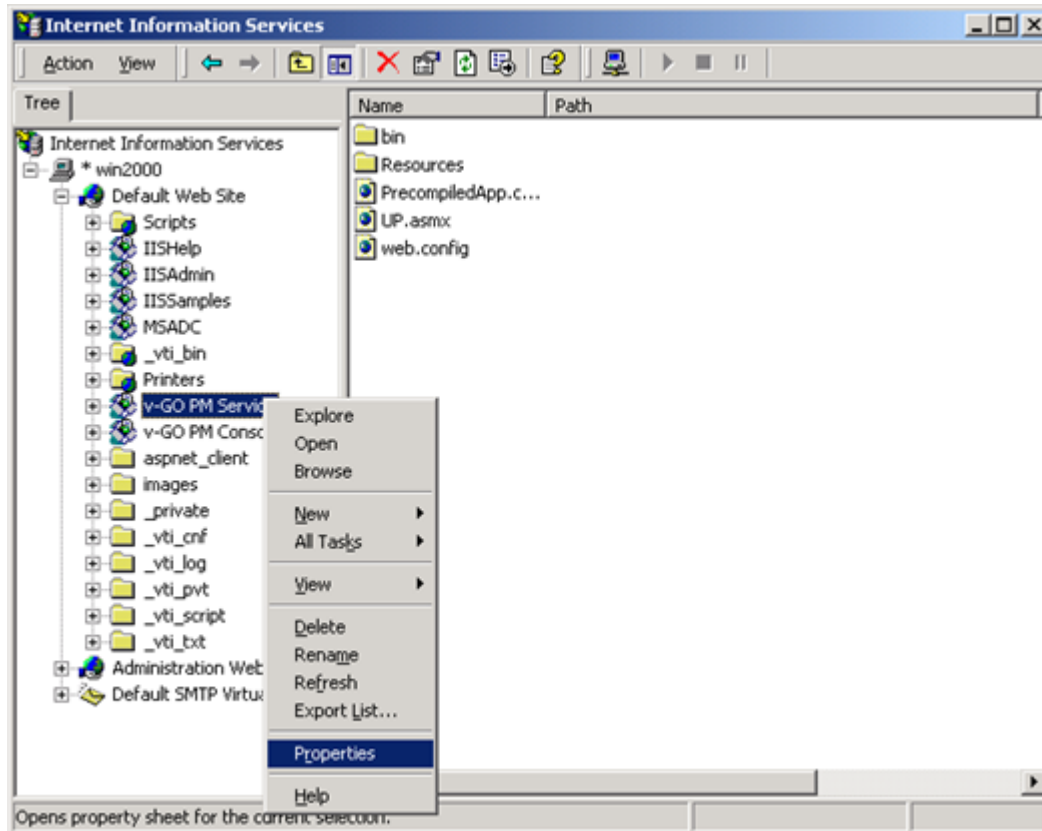 Internet Information Services
Action View
Tree
Name Path
Internet Information Services
* win2000
Default Web Site
Scripts
IISHelp
IISAdmin
IISSamples
MSADC
_vti_bin
Printers
v-GO PM Servic
v-GO PM Conso
aspnet_client
images
_private
_vti_cnf
_vti_log
_vti_pvt
_vti_script
_vti_txt
Administration Web
Default SMTP Virtua
bin
Resources
PrecompiledApp.c...
UP.asmx
web.config
Explore
Open
Browse
New
All Tasks
View
Delete
Rename
Refresh
Export List...
Properties
Help
Opens property sheet for the current selection.